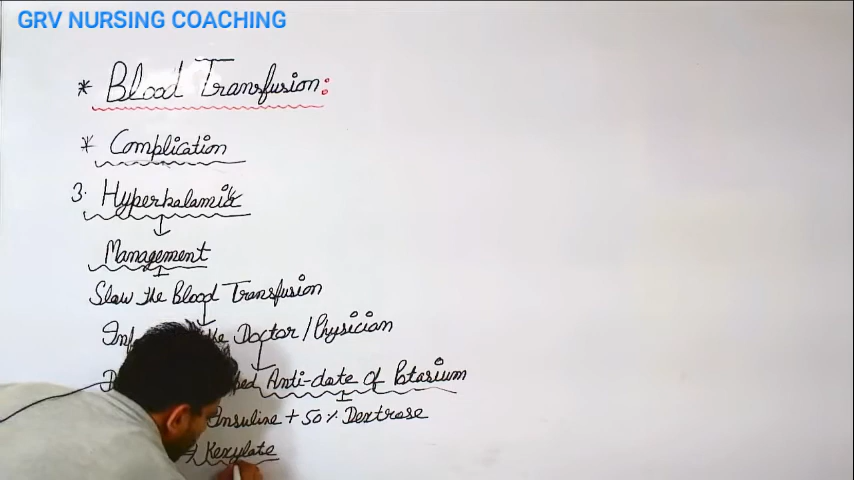 GRV NURSING COACHING
* Blood Transfusion:
* Complication
3. Hyperkalamia
Management
Slow the Blood Transfusion
the Doctor/Physician
Anti-date of Potasium
Insuline + 50% Dextrose
Kexylate